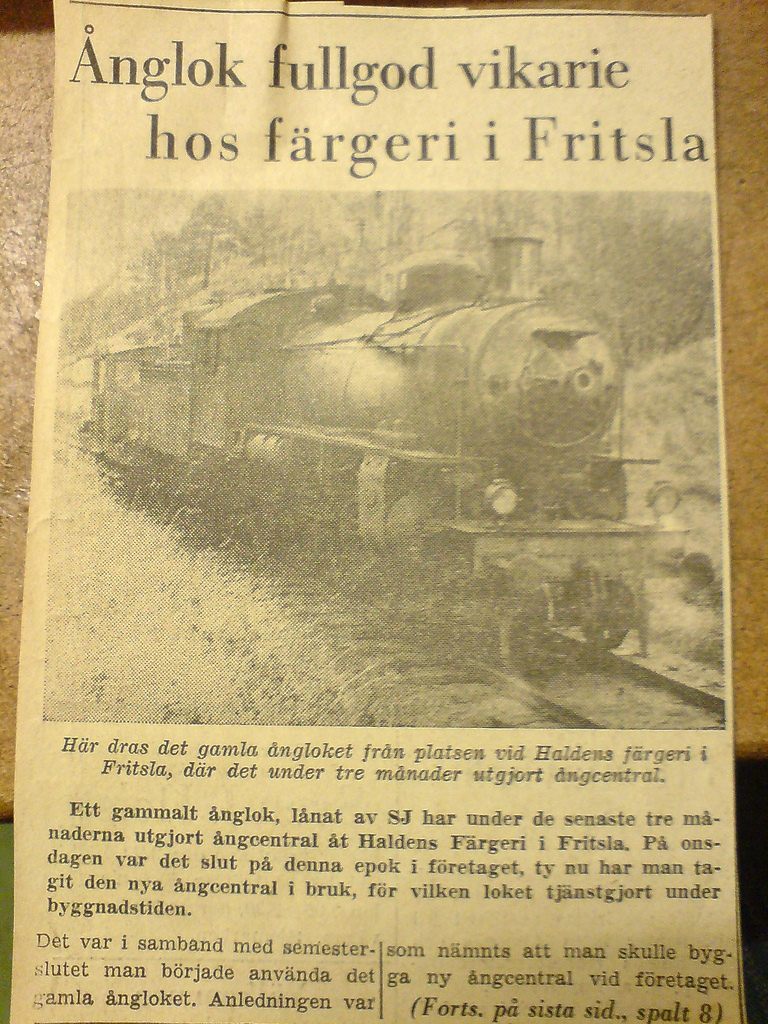 Ånglok fullgod vikarie
hos färgeri i Fritsla
Här dras det gamla ångloket från platsen vid Haldens färgeri i
Fritsla, där det under tre månader utgjort ångcentral.
Ett gammalt ånglok, lånat av SJ har under de senaste tre må-
naderna utgjort ångcentral åt Haldens Färgeri i Fritsla. På ons-
dagen var det slut på denna epok i företaget, ty nu har man ta-
git den nya ångcentral i bruk, för vilken loket tjänstgjort under
byggnadstiden.
Det var i samband med semester-
slutet man började använda det
gamla ångloket. Anledningen var
som nämnts att man skulle byg-
ga ny ångcentral vid företaget.
(Forts. på sista sid., spalt 8)